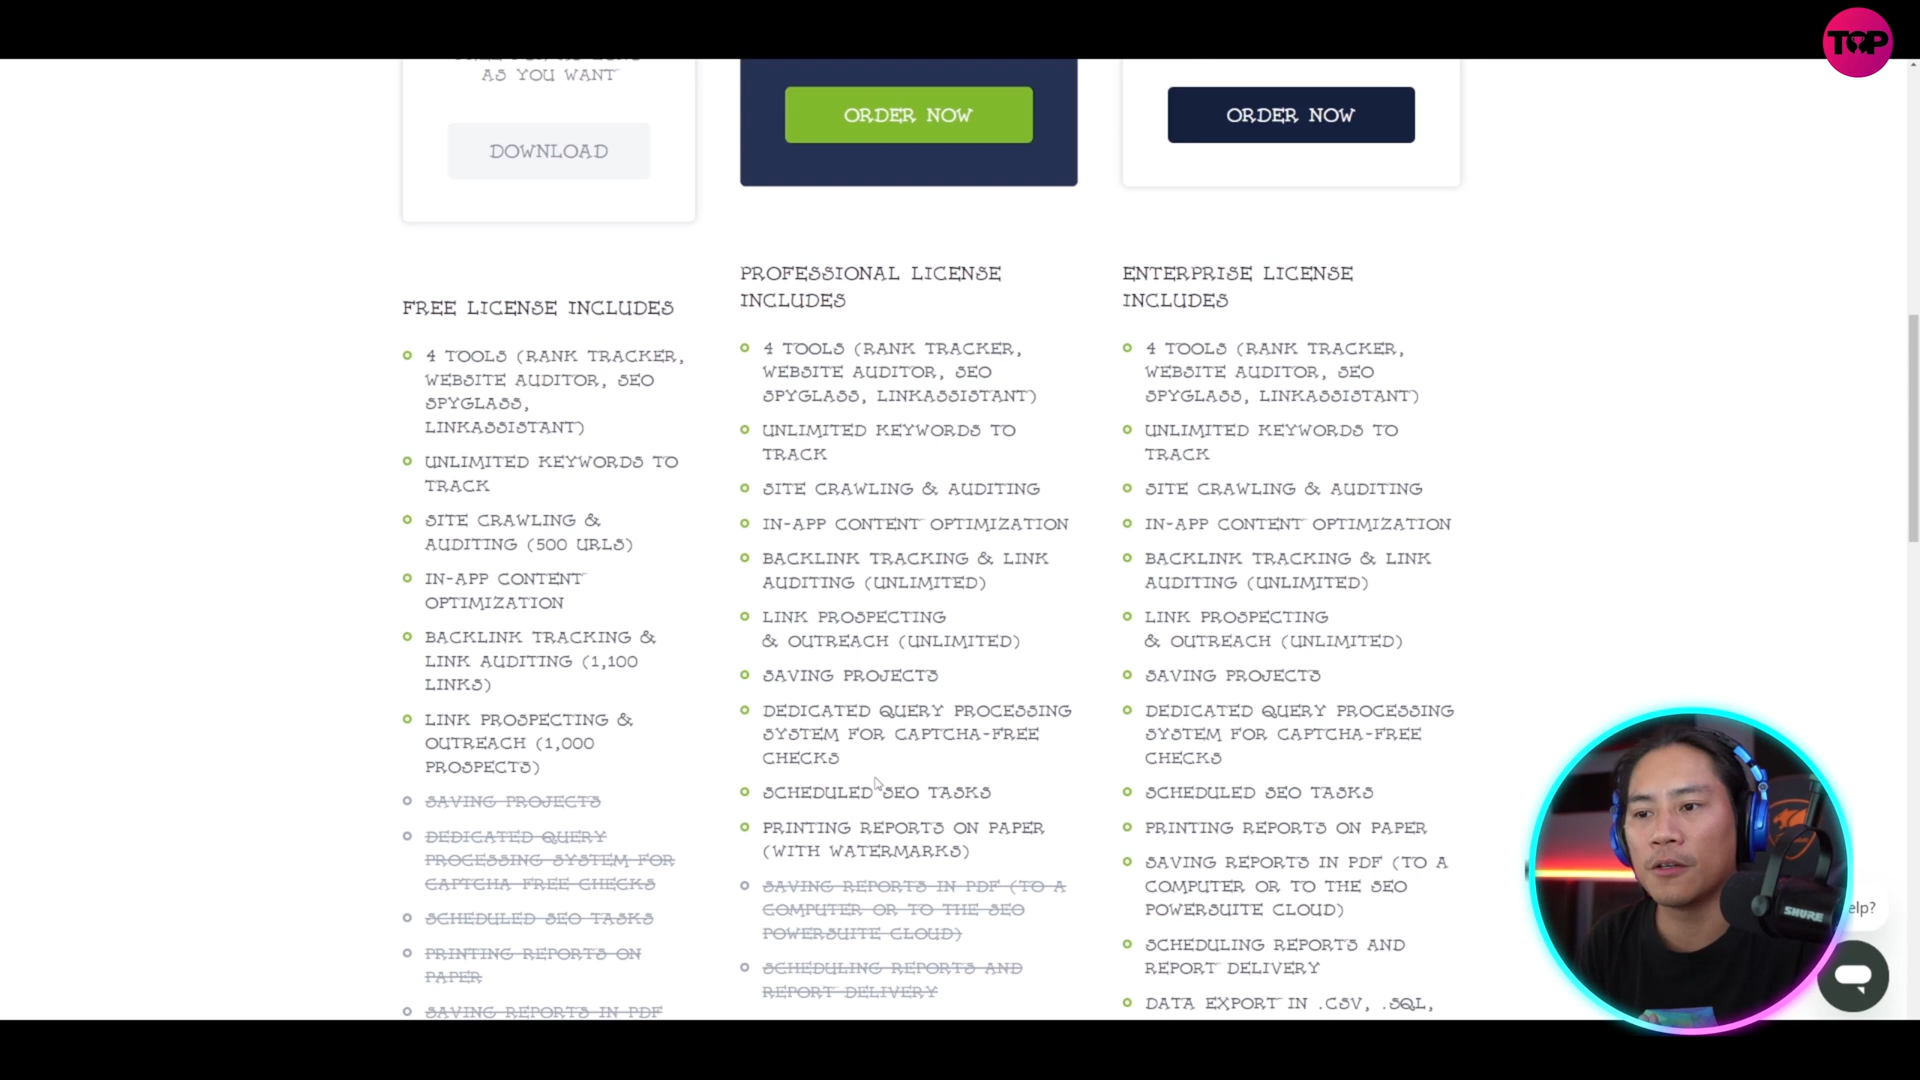 TOP
AS YOU WANT
DOWNLOAD
FREE LICENSE INCLUDES
4 TOOLS (RANK TRACKER,
WEBSITE AUDITOR, SEO
SPYGLASS,
LINKASSISTANT)
UNLIMITED KEYWORDS TO
TRACK
SITE CRAWLING &
AUDITING (500 URLS)
IN-APP CONTENT
OPTIMIZATION
BACKLINK TRACKING &
LINK AUDITING (1,100
LINKS)
LINK PROSPECTING &
OUTREACH (1,000
PROSPECTS)
SAVING PROJECTS
DEDICATED QUERY
PROCESSING SYSTEM FOR
CAPTCHA FREE CHECKS
SCHEDULED SEO TASKS
PRINTING REPORTS ON
PAPER
SAVING REPORTS IN PDF
ORDER NOW
PROFESSIONAL LICENSE
INCLUDES
4 TOOLS (RANK TRACKER,
WEBSITE AUDITOR, SEO
SPYGLASS, LINKASSISTANT)
UNLIMITED KEYWORDS TO
TRACK
SITE CRAWLING & AUDITING
IN-APP CONTENT OPTIMIZATION
BACKLINK TRACKING & LINK
AUDITING (UNLIMITED)
LINK PROSPECTING
& OUTREACH (UNLIMITED)
SAVING PROJECTS
DEDICATED QUERY PROCESSING
SYSTEM FOR CAPTCHA-FREE
CHECKS
SCHEDULED SEO TASKS
PRINTING REPORTS ON PAPER
(WITH WATERMARKS)
SAVING REPORTS IN PDF (TO A
COMPUTER OR TO THE SEO
POWERSUITE CLOUD)
SCHEDULING REPORTS AND
REPORT DELIVERY
ORDER NOW
ENTERPRISE LICENSE
INCLUDES
4 TOOLS (RANK TRACKER,
WEBSITE AUDITOR, SEO
SPYGLASS, LINKASSISTANT)
UNLIMITED KEYWORDS TO
TRACK
SITE CRAWLING & AUDITING
IN-APP CONTENT OPTIMIZATION
BACKLINK TRACKING & LINK
AUDITING (UNLIMITED)
LINK PROSPECTING
& OUTREACH (UNLIMITED)
SAVING PROJECTS
DEDICATED QUERY PROCESSING
SYSTEM FOR CAPTCHA-FREE
CHECKS
SCHEDULED SEO TASKS
PRINTING REPORTS ON PAPER
SAVING REPORTS IN PDF (TO A
COMPUTER OR TO THE SEO
POWERSUITE CLOUD)
SCHEDULING REPORTS AND
REPORT DELIVERY
DATA EXPORT IN .CSV, .SQL,
SHURE
elp?